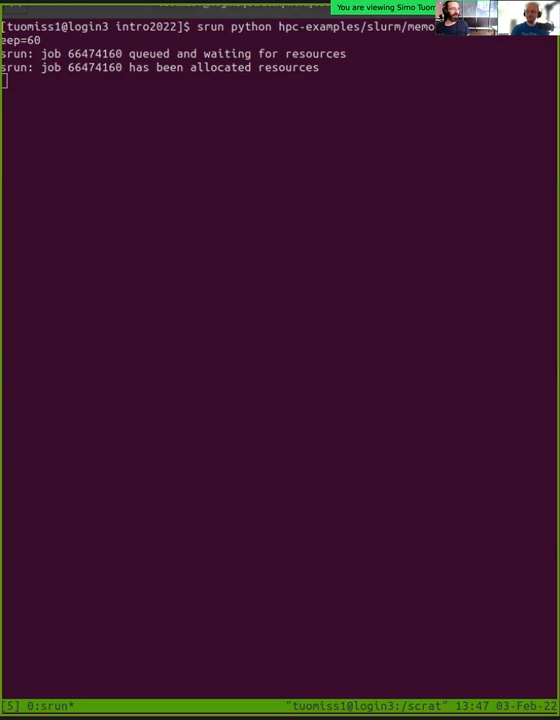 You are viewing Simo Tuom
[tuomiss1@login3 intro2022]$ srun python hpc-examples/slurm/memo
eep=60
srun: job 66474160 queued and waiting for resources
srun: job 66474160 has been allocated resources
[5] 0:srun* "tuomiss1@login3:/scrat" 13:47 03-Feb-22